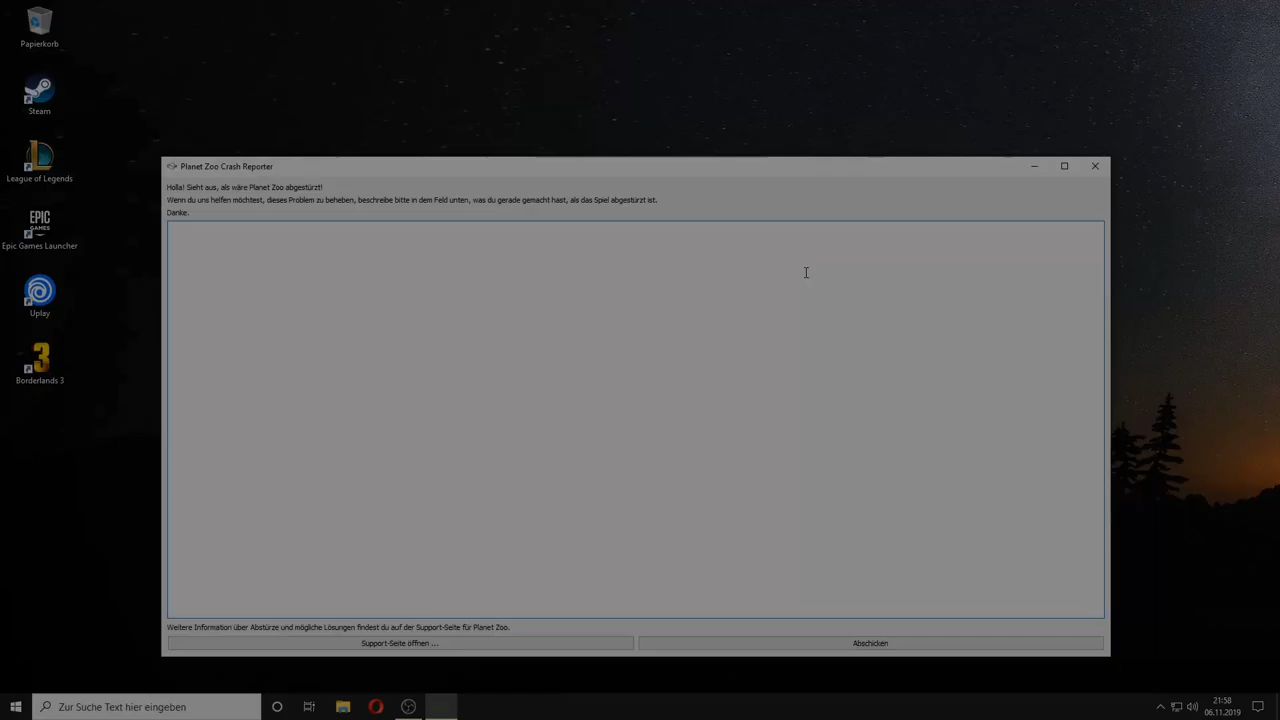 Papierkorb
Steam
League of Legends
EPIC
GAMES
Epic Games Launcher
Uplay
3
Borderlands 3
Planet Zoo Crash Reporter
Holla! Sieht aus, als wäre Planet Zoo abgestürzt!
Wenn du uns helfen möchtest, dieses Problem zu beheben, beschreibe bitte in dem Feld unten, was du gerade gemacht hast, als das Spiel abgestürzt ist.
Danke.
Weitere Information über Abstürze und mögliche Lösungen findest du auf der Support-Seite für Planet Zoo.
Support-Seite öffnen ...
Abschicken
Zur Suche Text hier eingeben
21:58
06.11.2019